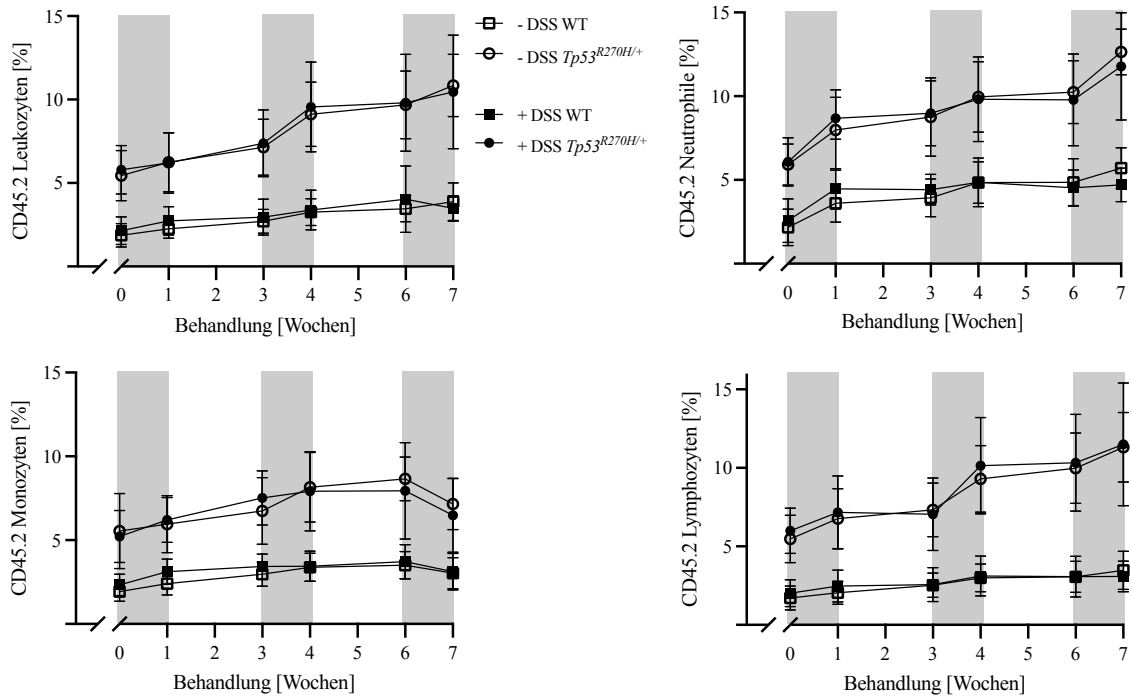 CD45.2 Leukozyten [%]
15
10
5
0 1 2 3 4 5 6 7
Behandlung [Wochen]
- DSS WT
- DSS Tp53R270H/+
+ DSS WT
+ DSS Tp53R270H/+
CD45.2 Neutrophile [%]
15
10
5
0 1 2 3 4 5 6 7
Behandlung [Wochen]
CD45.2 Monozyten [%]
15
10
5
0 1 2 3 4 5 6 7
Behandlung [Wochen]
CD45.2 Lymphozyten [%]
15
10
5
0 1 2 3 4 5 6 7
Behandlung [Wochen]